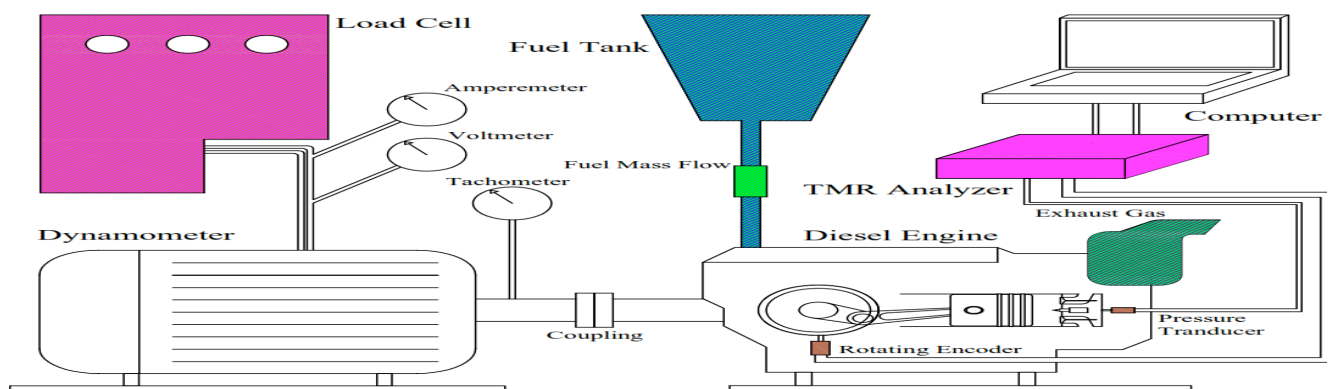 Load Cell
Fuel Tank
Amperemeter
Voltmeter
Computer
Fuel Mass Flow
Tachometer
TMR Analyzer
Exhaust Gas
Dynamometer
Diesel Engine
Coupling
Pressure
Tranducer
Rotating Encoder